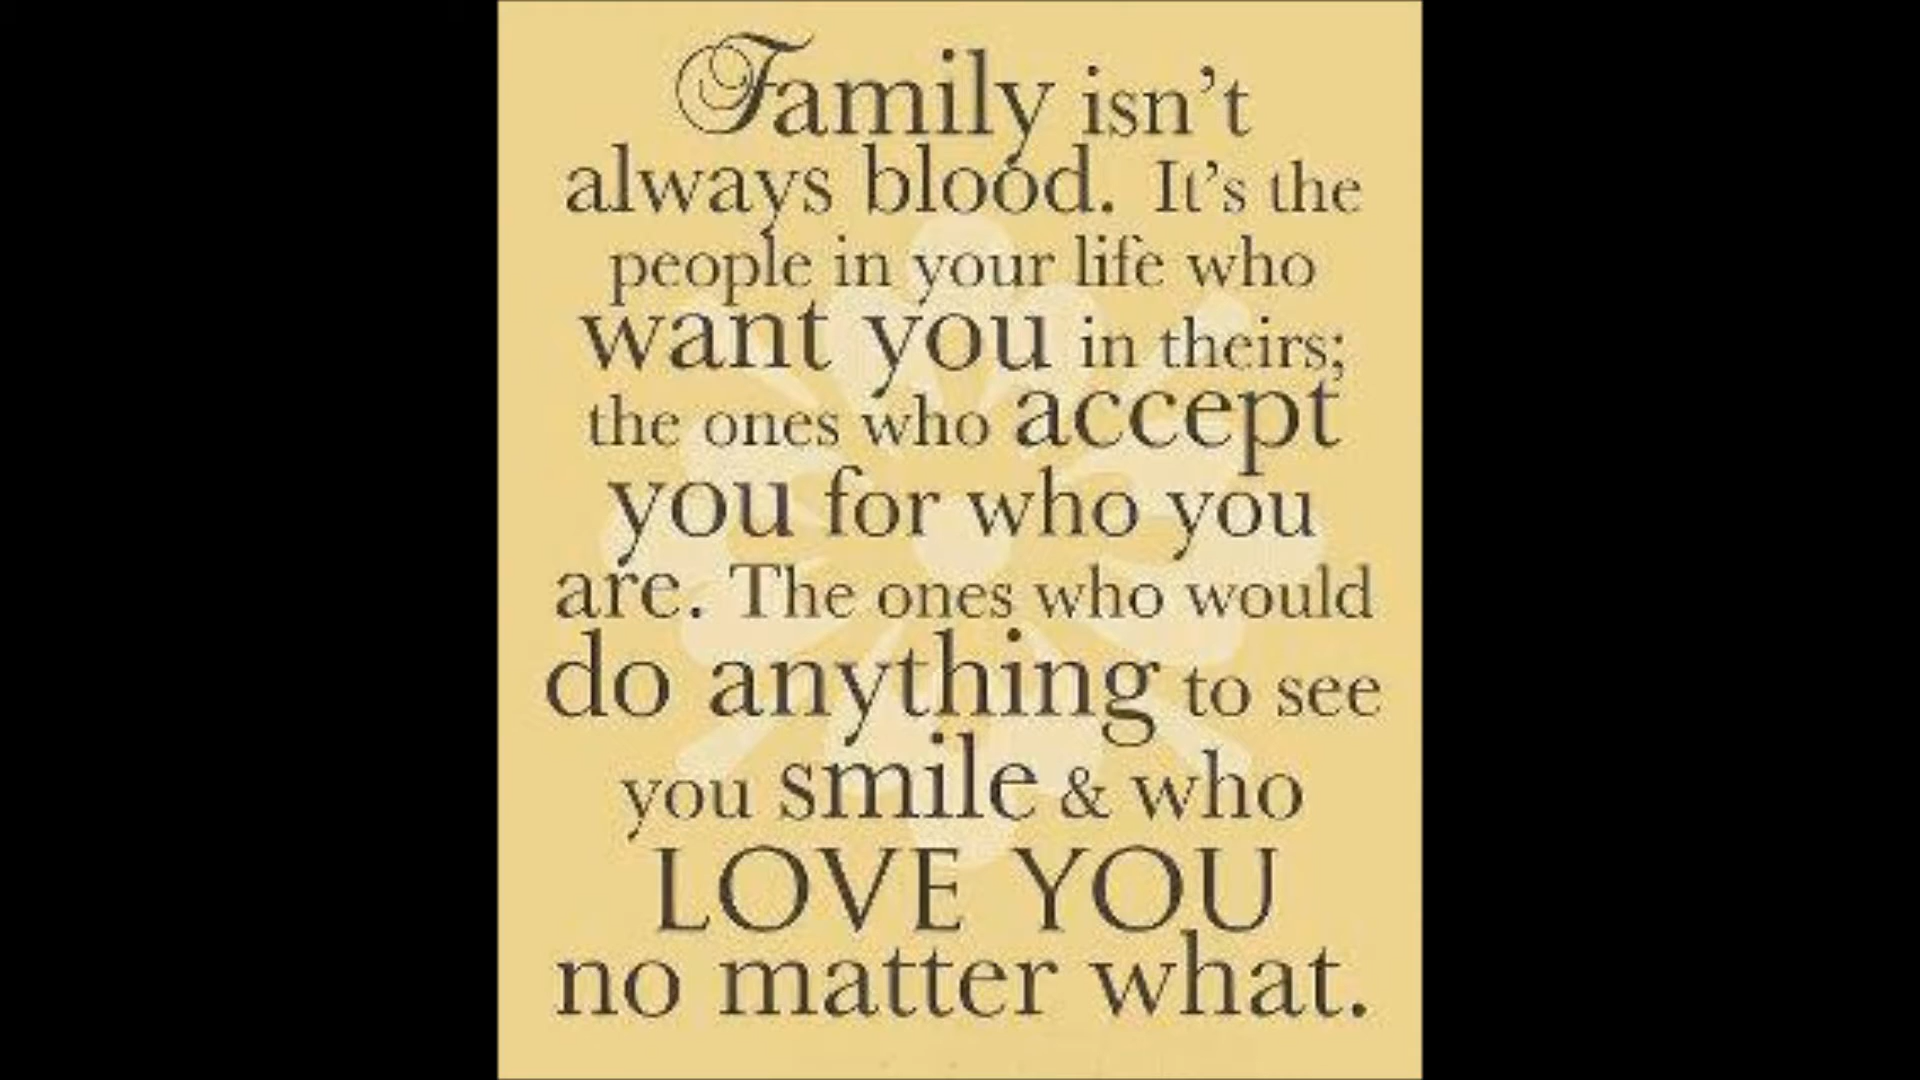 Family isn’t
always blood. It’s the
people in your life who
want you in theirs;
the ones who accept
you for who you
are. The ones who would
do anything to see
you smile & who
LOVE YOU
no matter what.